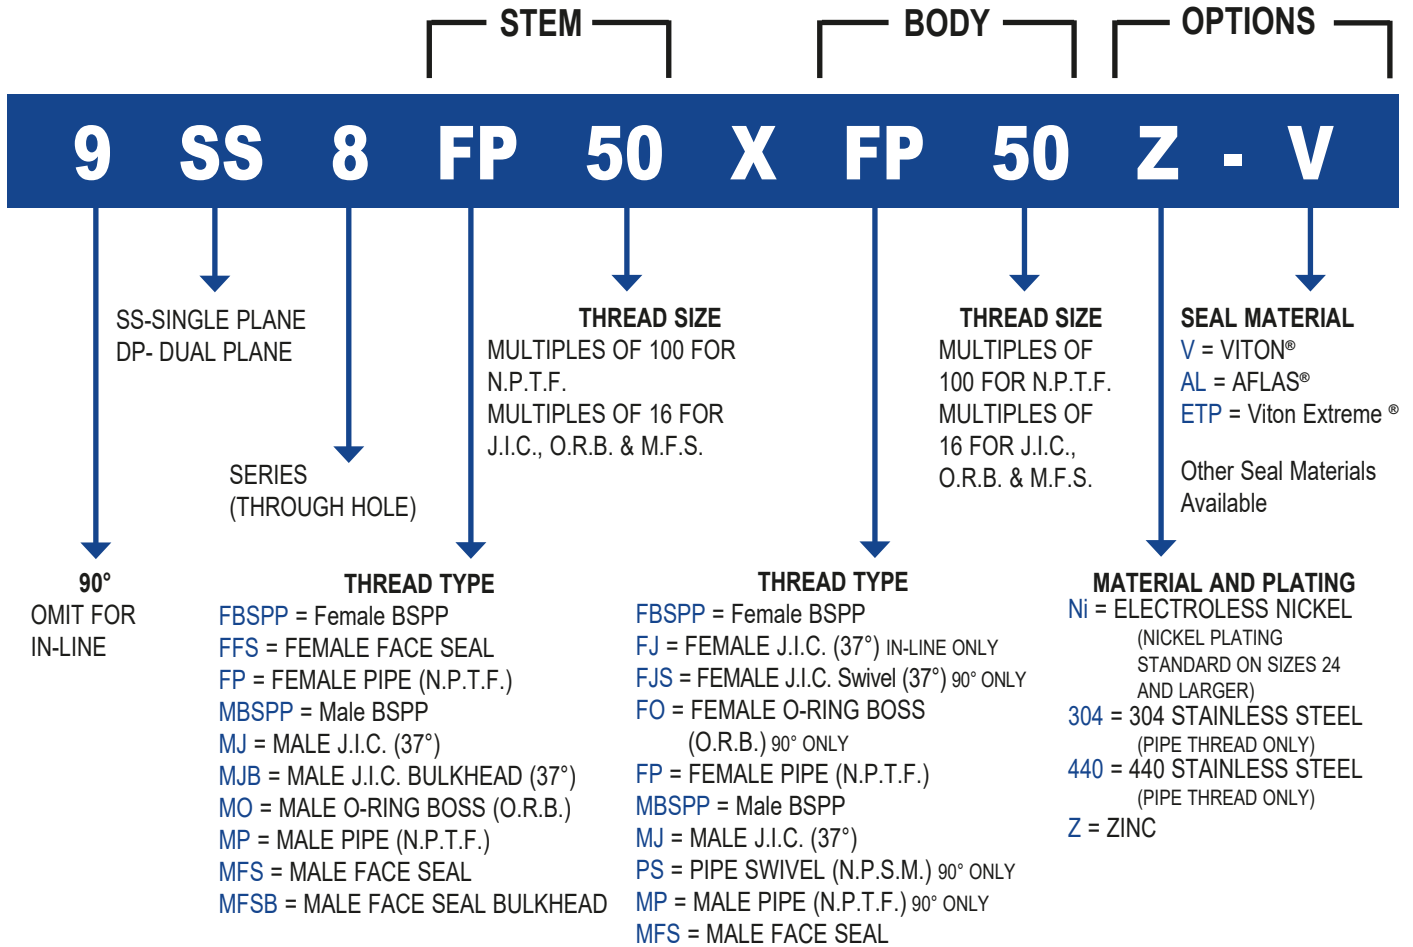 STEM BODY OPTIONS
9 SS 8 FP 50 X FP 50 Z - V
SS-SINGLE PLANE
DP- DUAL PLANE
THREAD SIZE
MULTIPLES OF 100 FOR
N.P.T.F.
MULTIPLES OF 16 FOR
J.I.C., O.R.B. & M.F.S.
THREAD SIZE
MULTIPLES OF
100 FOR N.P.T.F.
MULTIPLES OF
16 FOR J.I.C.,
O.R.B. & M.F.S.
SEAL MATERIAL
V = VITON®
AL = AFLAS®
ETP = Viton Extreme ®
Other Seal Materials
Available
SERIES
(THROUGH HOLE)
90°
OMIT FOR
IN-LINE
THREAD TYPE
FBSPP = Female BSPP
FFS = FEMALE FACE SEAL
FP = FEMALE PIPE (N.P.T.F.)
MBSPP = Male BSPP
MJ = MALE J.I.C. (37°)
MJB = MALE J.I.C. BULKHEAD (37°)
MO = MALE O-RING BOSS (O.R.B.)
MP = MALE PIPE (N.P.T.F.)
MFS = MALE FACE SEAL
MFSB = MALE FACE SEAL BULKHEAD
THREAD TYPE
FBSPP = Female BSPP
FJ = FEMALE J.I.C. (37°) IN-LINE ONLY
FJS = FEMALE J.I.C. Swivel (37°) 90° ONLY
FO = FEMALE O-RING BOSS
(O.R.B.) 90° ONLY
FP = FEMALE PIPE (N.P.T.F.)
MBSPP = Male BSPP
MJ = MALE J.I.C. (37°)
PS = PIPE SWIVEL (N.P.S.M.) 90° ONLY
MP = MALE PIPE (N.P.T.F.) 90° ONLY
MFS = MALE FACE SEAL
MATERIAL AND PLATING
Ni = ELECTROLESS NICKEL
(NICKEL PLATING
STANDARD ON SIZES 24
AND LARGER)
304 = 304 STAINLESS STEEL
(PIPE THREAD ONLY)
440 = 440 STAINLESS STEEL
(PIPE THREAD ONLY)
Z = ZINC